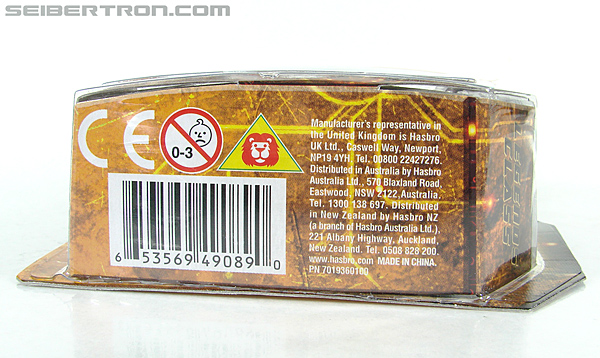 SEIBERTRON.COM
CE
0-3
Manufacturer's representative in
the United Kingdom is Hasbro
UK Ltd., Caswell Way, Newport,
NP19 4YH. Tel. 00800 22427276.
Distributed in Australia by Hasbro
Australia Ltd., 570 Blaxland Road,
Eastwood, NSW 2122, Australia.
Tel. 1300 138 697. Distributed
in New Zealand by Hasbro NZ
(a branch of Hasbro Australia Ltd.).
221 Albany Highway, Auckland,
New Zealand. Tel. 0508 828 200.
www.hasbro.com MADE IN CHINA.
PN 7019360160
6 53569 49089 0